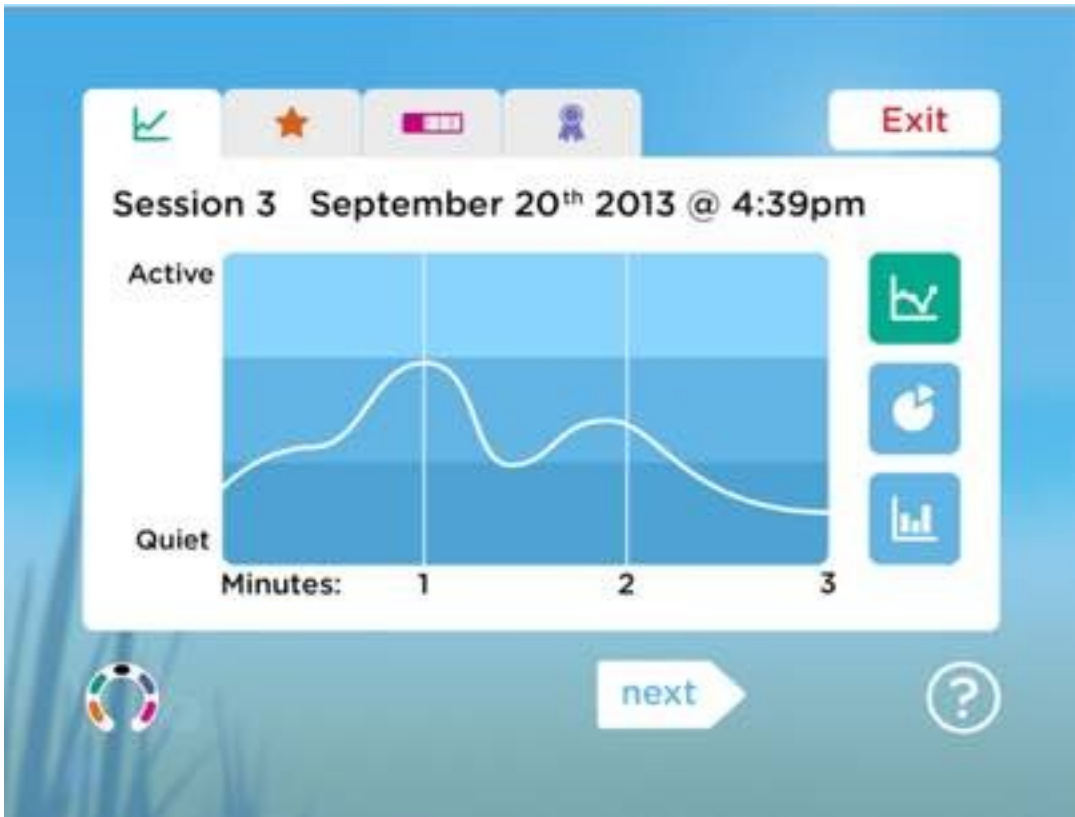 Exit
Session 3 September 20th 2013 @ 4:39pm
Active
Quiet
Minutes: 1 2 3
next
?